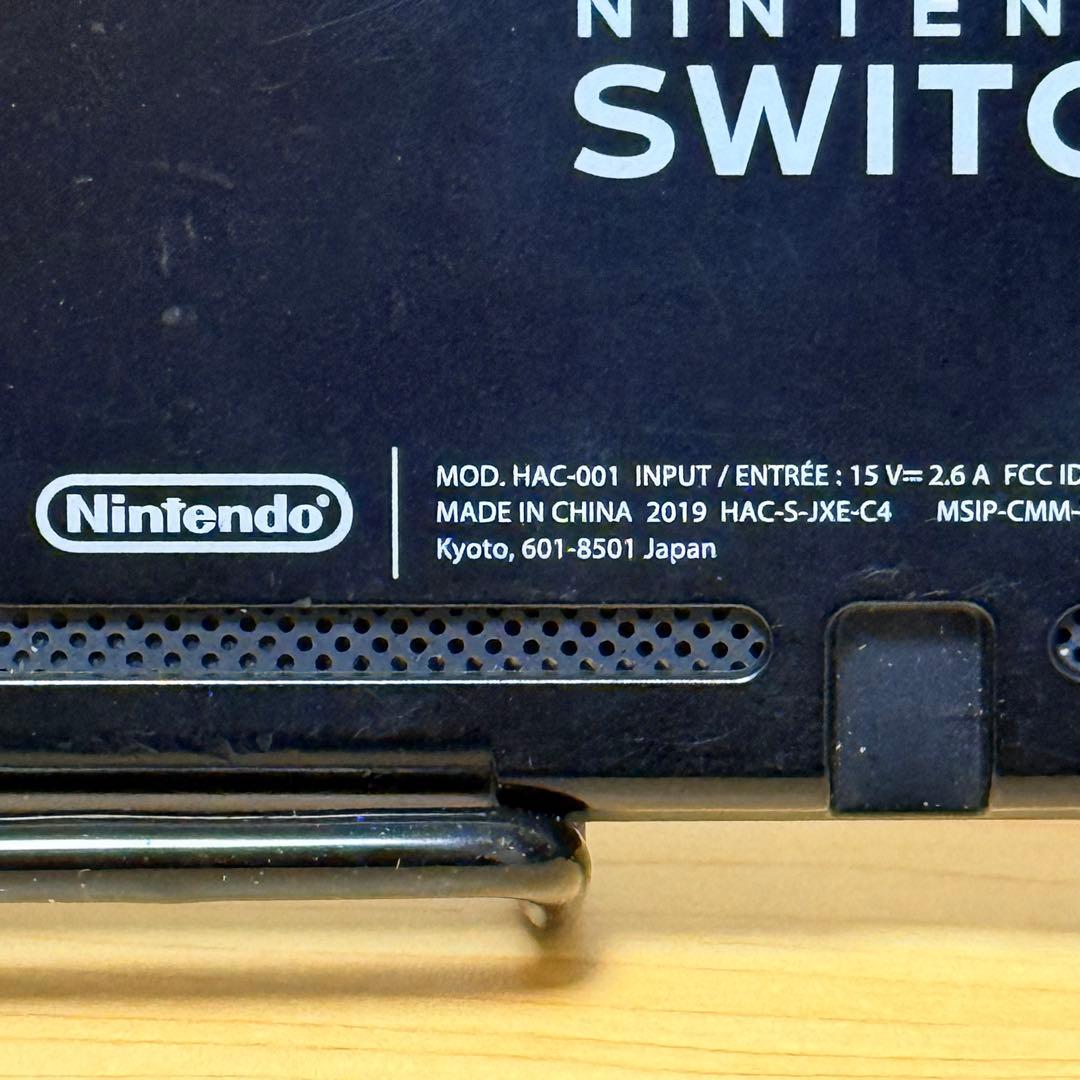 NINTEN
SWITC
Nintendo®
MOD. HAC-001 INPUT / ENTRÉE : 15 V⎓ 2.6 A FCC ID
MADE IN CHINA 2019 HAC-S-JXE-C4 MSIP-CMM-
Kyoto, 601-8501 Japan